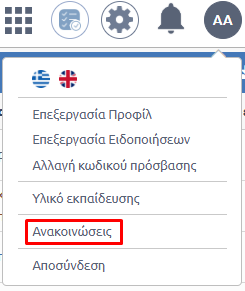 AA
Επεξεργασία Προφίλ
Επεξεργασία Ειδοποιήσεων
Αλλαγή κωδικού πρόσβασης
Υλικό εκπαίδευσης
Ανακοινώσεις
Αποσύνδεση